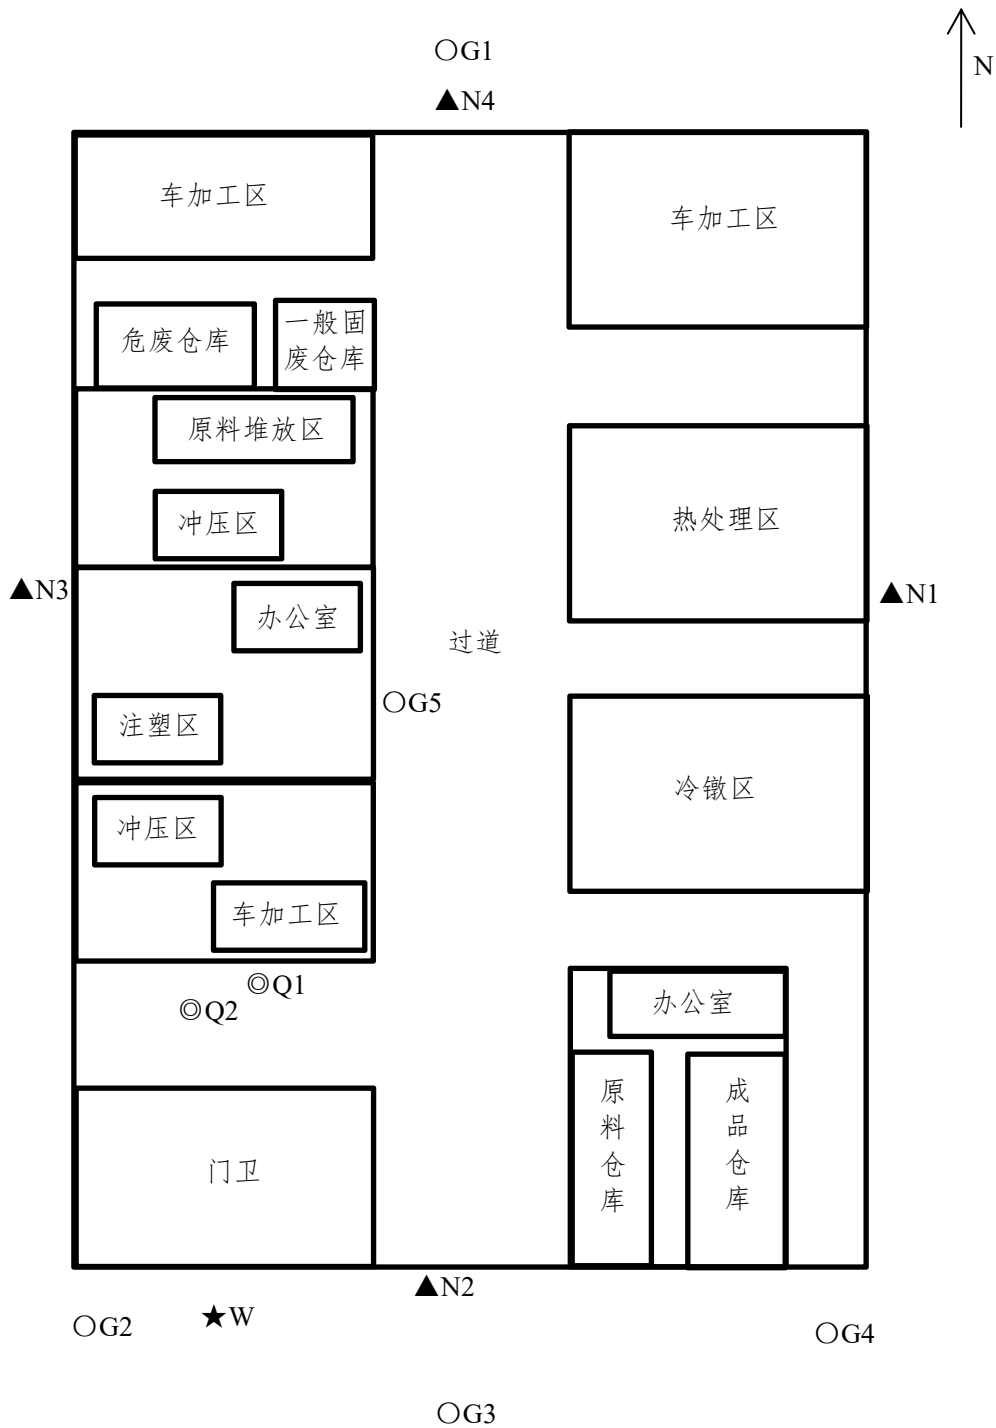 ○G1
N
▲N4
车加工区
车加工区
危废仓库
一般固
废仓库
原料堆放区
冲压区
热处理区
▲N3
▲N1
办公室
过道
○G5
注塑区
冷镦区
冲压区
车加工区
◎Q1
◎Q2
办公室
原料仓库
成品仓库
门卫
▲N2
○G2
★W
○G4
○G3